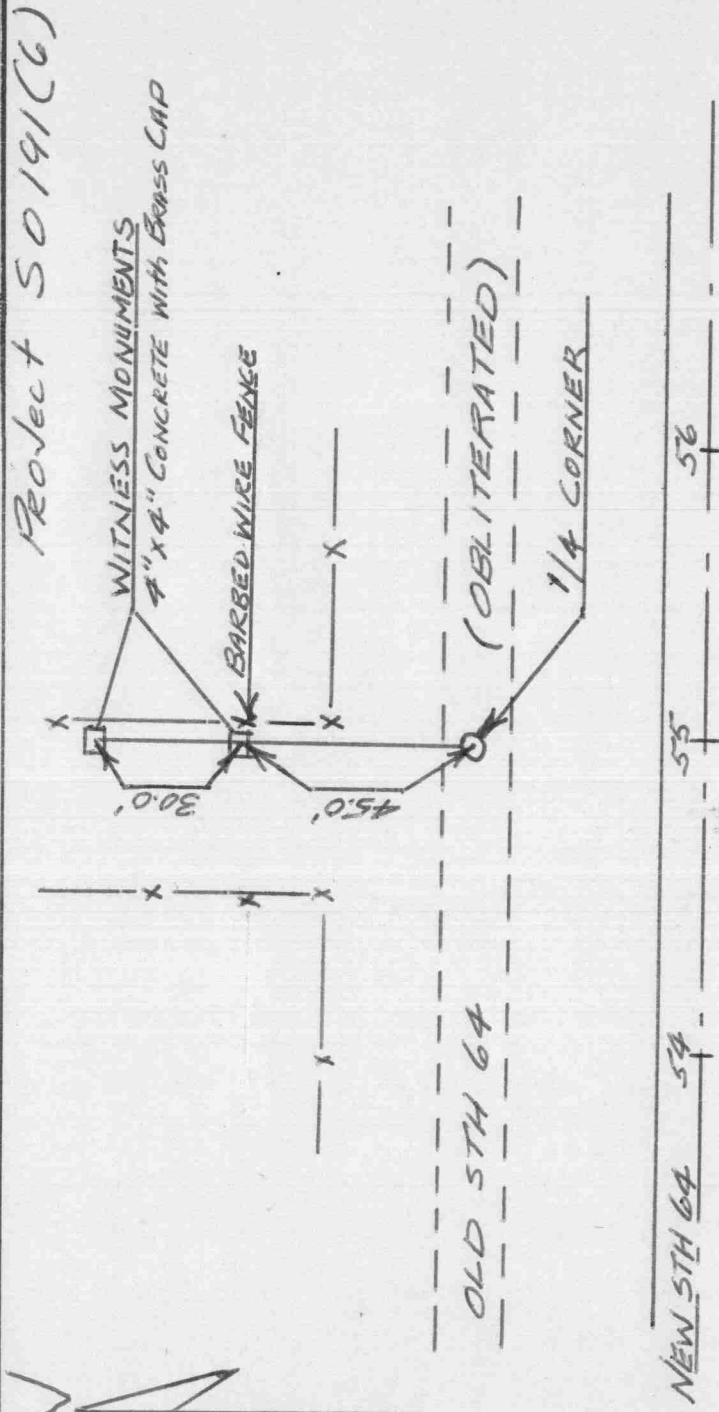 Project S0191(6)
WITNESS MONUMENTS
4"x4" CONCRETE With BRASS CAP
BARBED WIRE FENCE
30.0'
45.0'
(OBLITERATED)
OLD STH 64
1/4 CORNER
NEW STH 64
54
55
56